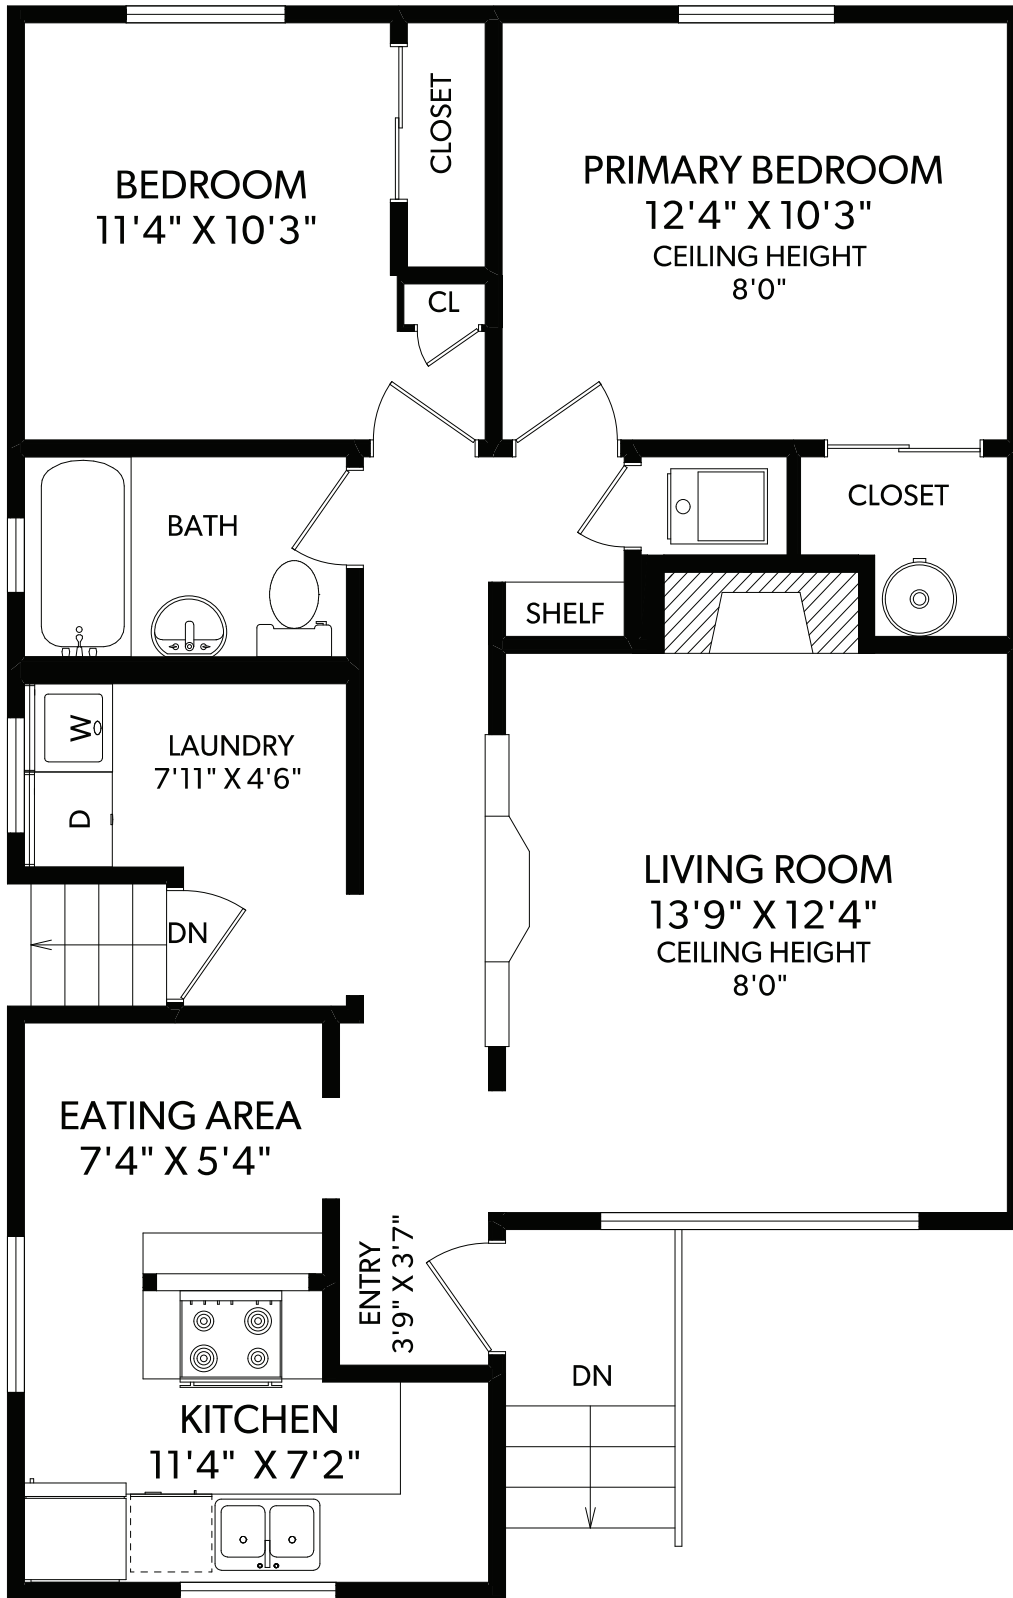 BEDROOM
11'4" X 10'3"
CLOSET
CL
PRIMARY BEDROOM
12'4" X 10'3"
CEILING HEIGHT
8'0"
BATH
CLOSET
SHELF
W
D
LAUNDRY
7'11" X 4'6"
DN
LIVING ROOM
13'9" X 12'4"
CEILING HEIGHT
8'0"
EATING AREA
7'4" X 5'4"
ENTRY
3'9" X 3'7"
DN
KITCHEN
11'4" X 7'2"